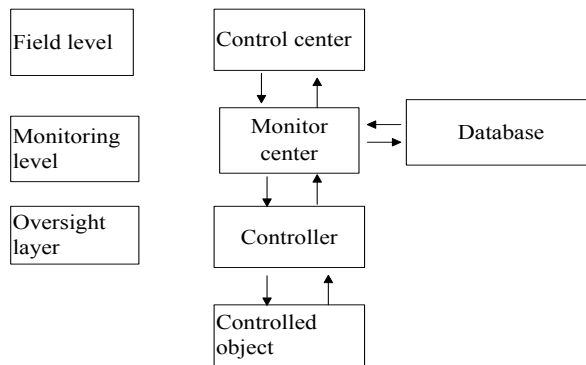 Field level
Control center
Monitoring
level
Monitor
center
Database
Oversight
layer
Controller
Controlled
object